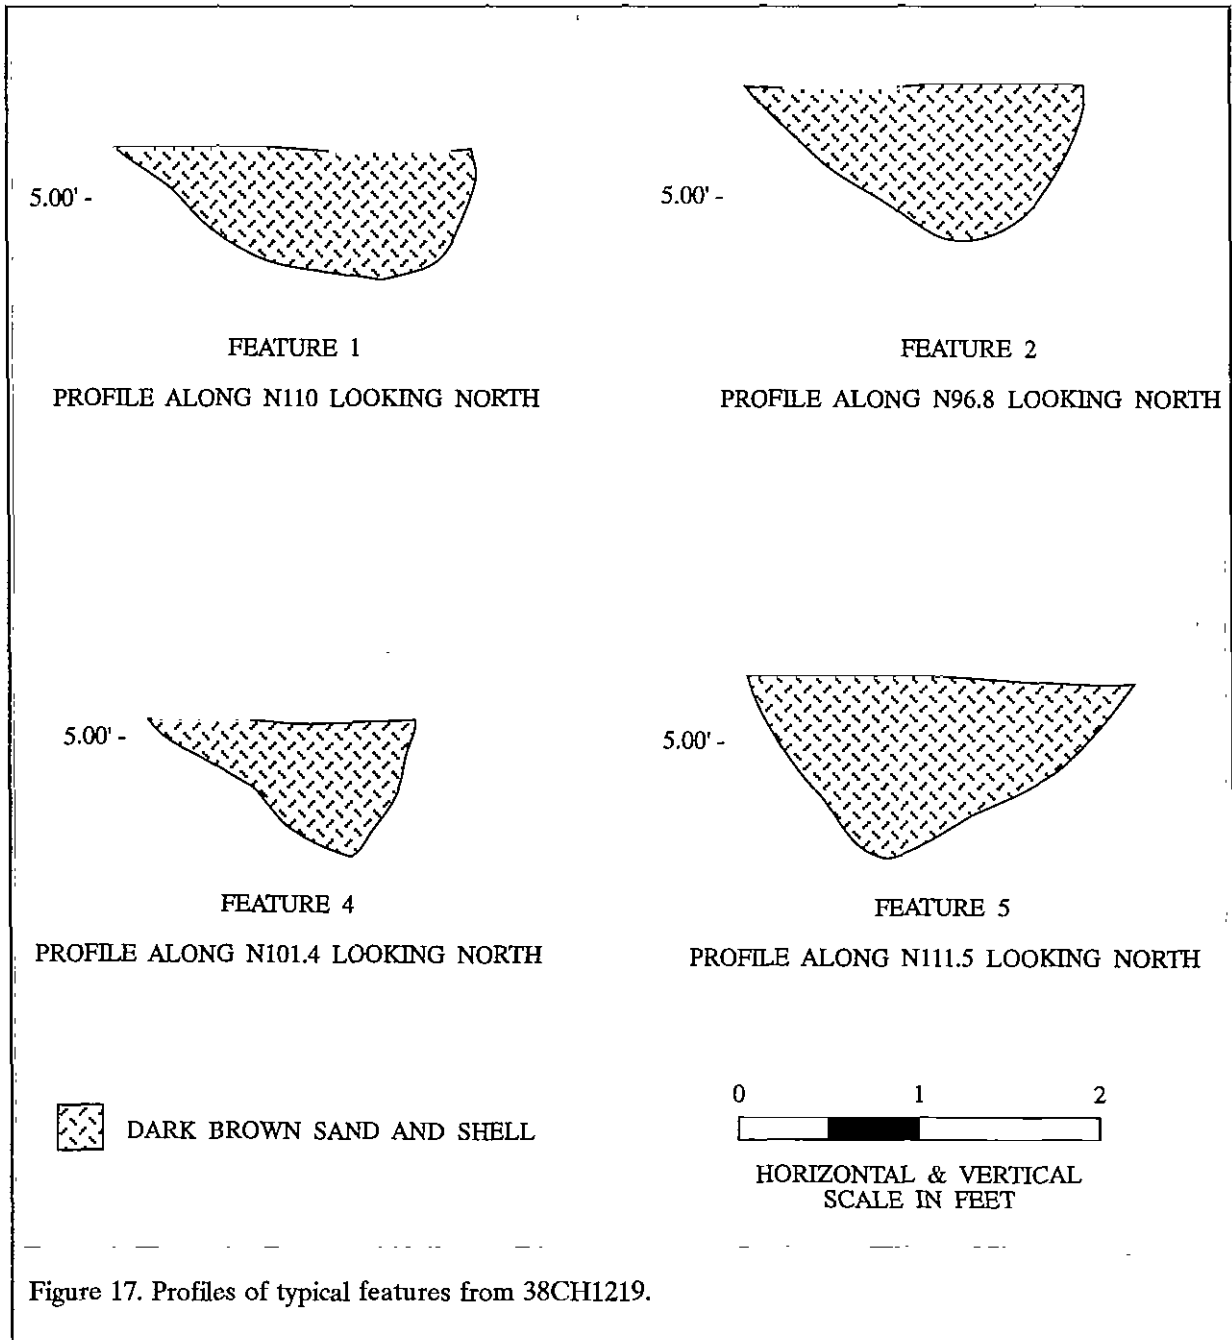 5.00' -
FEATURE 1
PROFILE ALONG N110 LOOKING NORTH
5.00' -
FEATURE 2
PROFILE ALONG N96.8 LOOKING NORTH
5.00' -
FEATURE 4
PROFILE ALONG N101.4 LOOKING NORTH
5.00' -
FEATURE 5
PROFILE ALONG N111.5 LOOKING NORTH
DARK BROWN SAND AND SHELL
0 1 2
HORIZONTAL & VERTICAL
SCALE IN FEET
Figure 17. Profiles of typical features from 38CH1219.